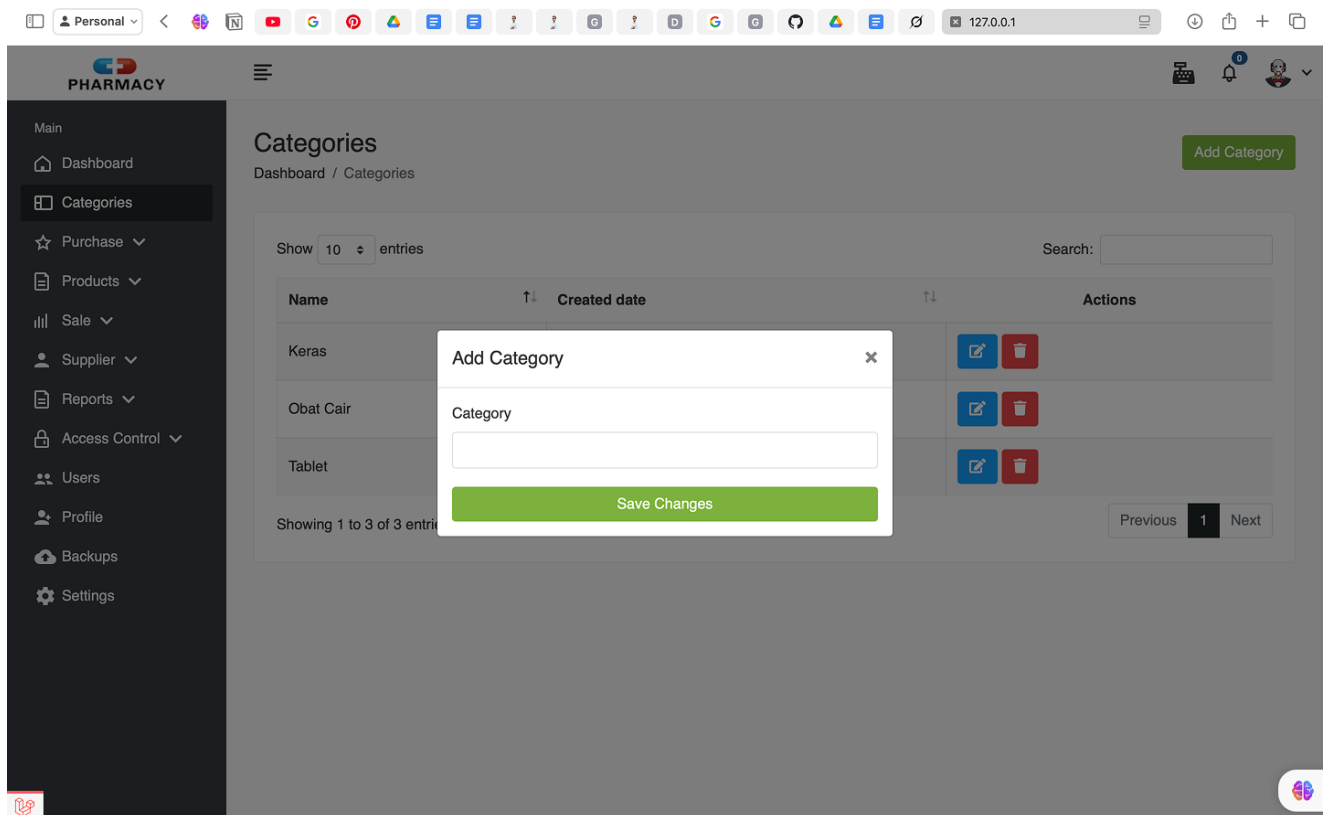 Personal
127.0.0.1
PHARMACY
0
Main
Dashboard
Categories
Purchase
Products
Sale
Supplier
Reports
Access Control
Users
Profile
Backups
Settings
Categories
Dashboard / Categories
Add Category
Show 10 entries
Search:
Name Created date Actions
Keras
Obat Cair
Tablet
Showing 1 to 3 of 3 entrie
Previous 1 Next
Add Category
×
Category
Save Changes